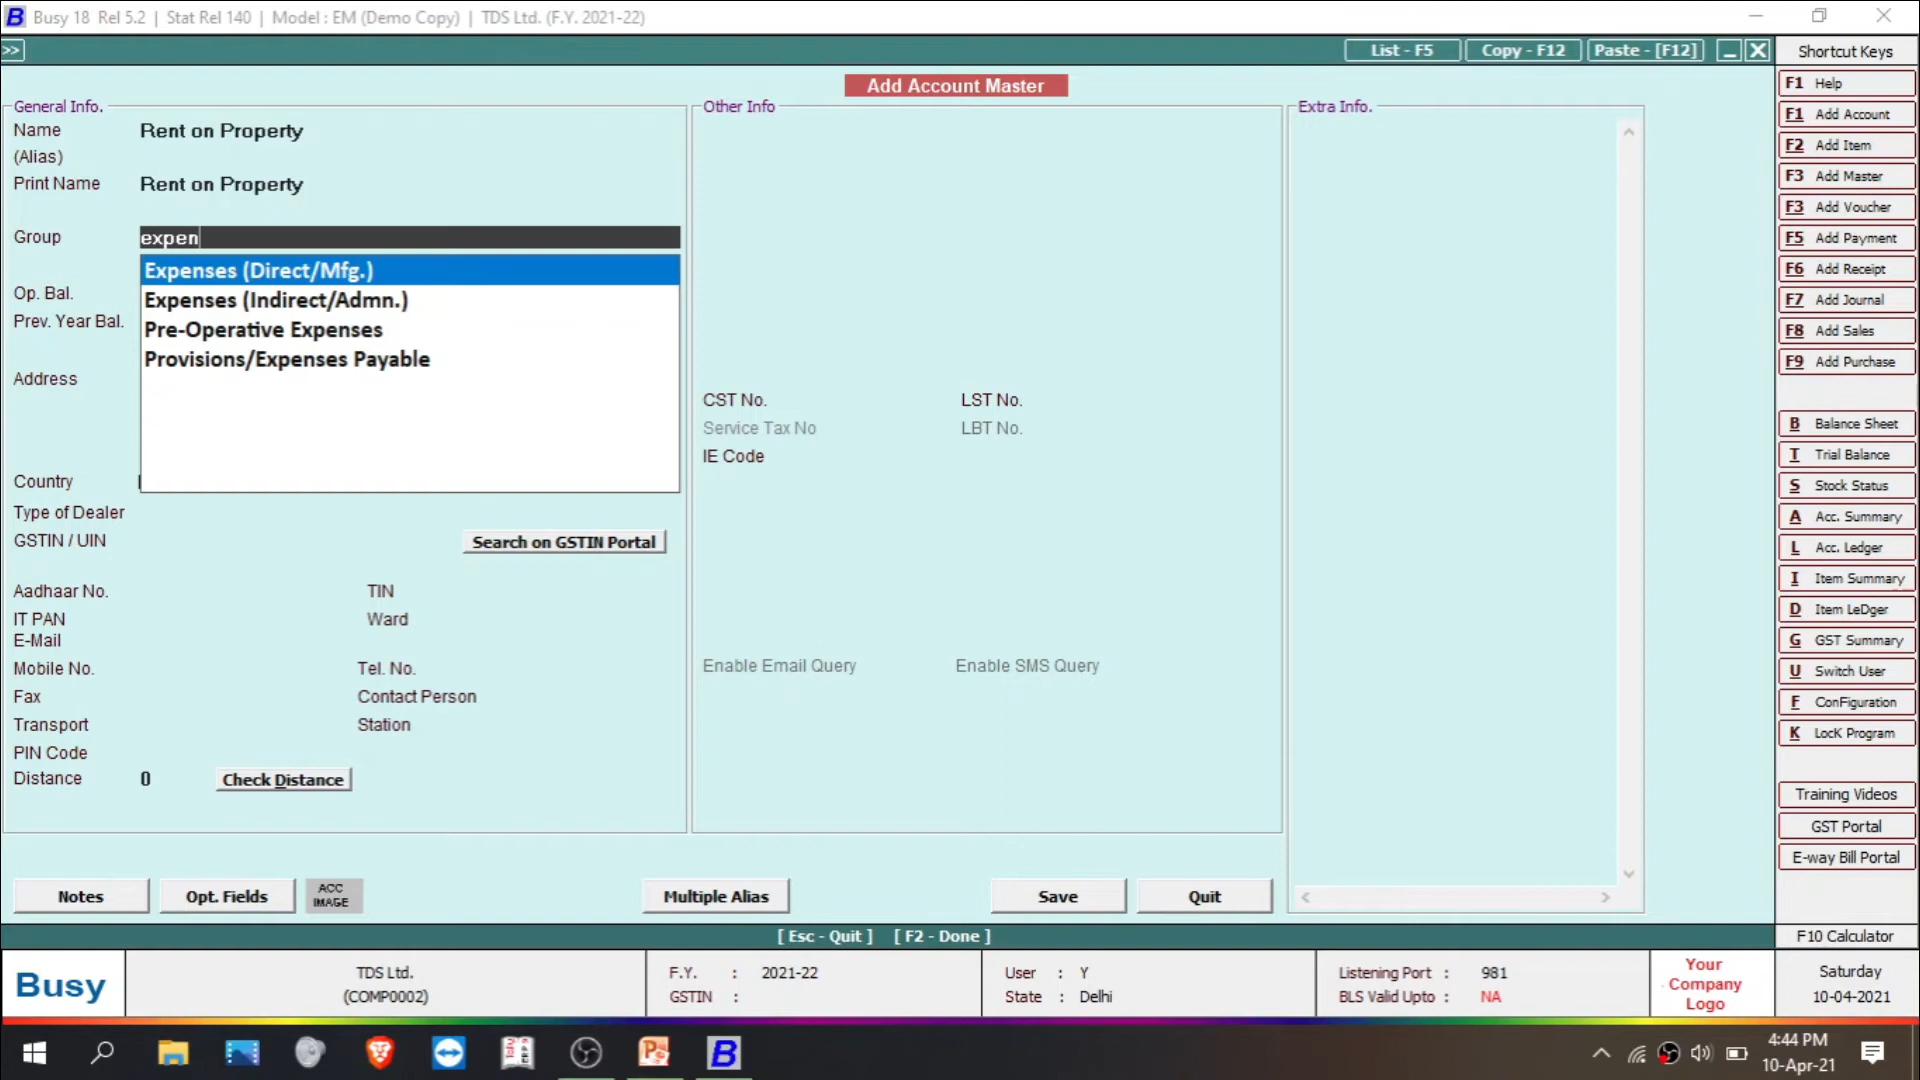 Busy 18 Rel 5.2 | Stat Rel 140 | Model : EM (Demo Copy) | TDS Ltd. (F.Y. 2021-22)
>>
List - F5
Copy - F12
Paste - [F12]
Shortcut Keys
Add Account Master
General Info.
Name Rent on Property
(Alias)
Print Name Rent on Property
Group expen
Expenses (Direct/Mfg.)
Expenses (Indirect/Admn.)
Pre-Operative Expenses
Provisions/Expenses Payable
Op. Bal.
Prev. Year Bal.
Address
Country
Type of Dealer
GSTIN / UIN
Search on GSTIN Portal
Aadhaar No. TIN
IT PAN Ward
E-Mail
Mobile No. Tel. No.
Fax Contact Person
Transport Station
PIN Code
Distance 0 Check Distance
Other Info
CST No. LST No.
Service Tax No LBT No.
IE Code
Enable Email Query Enable SMS Query
Extra Info.
Notes
Opt. Fields
ACC
IMAGE
Multiple Alias
Save
Quit
[ Esc - Quit ] [ F2 - Done ]
F1 Help
F1 Add Account
F2 Add Item
F3 Add Master
F3 Add Voucher
F5 Add Payment
F6 Add Receipt
F7 Add Journal
F8 Add Sales
F9 Add Purchase
B Balance Sheet
T Trial Balance
S Stock Status
A Acc. Summary
L Acc. Ledger
I Item Summary
D Item LeDger
G GST Summary
U Switch User
F ConFiguration
K LocK Program
Training Videos
GST Portal
E-way Bill Portal
F10 Calculator
Busy
TDS Ltd.
(COMP0002)
F.Y. : 2021-22
GSTIN :
User : Y
State : Delhi
Listening Port : 981
BLS Valid Upto : NA
Your
Company
Logo
Saturday
10-04-2021
4:44 PM
10-Apr-21